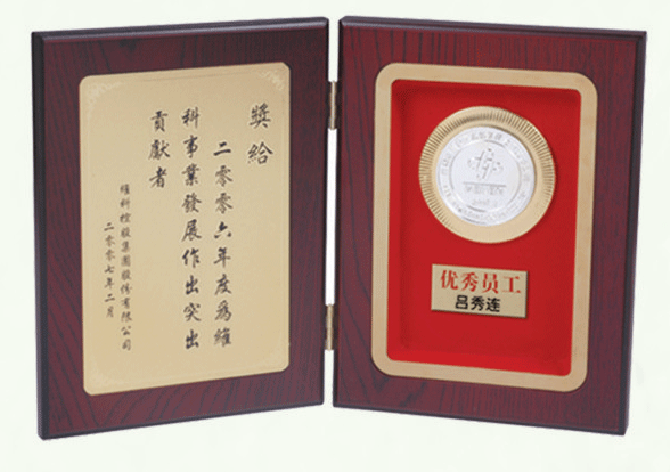 獎給
二零零六年度爲維
科事業發展作出突出
貢獻者
維科控股集團股份有限公司
二零零七年二月
优秀员工
吕秀连